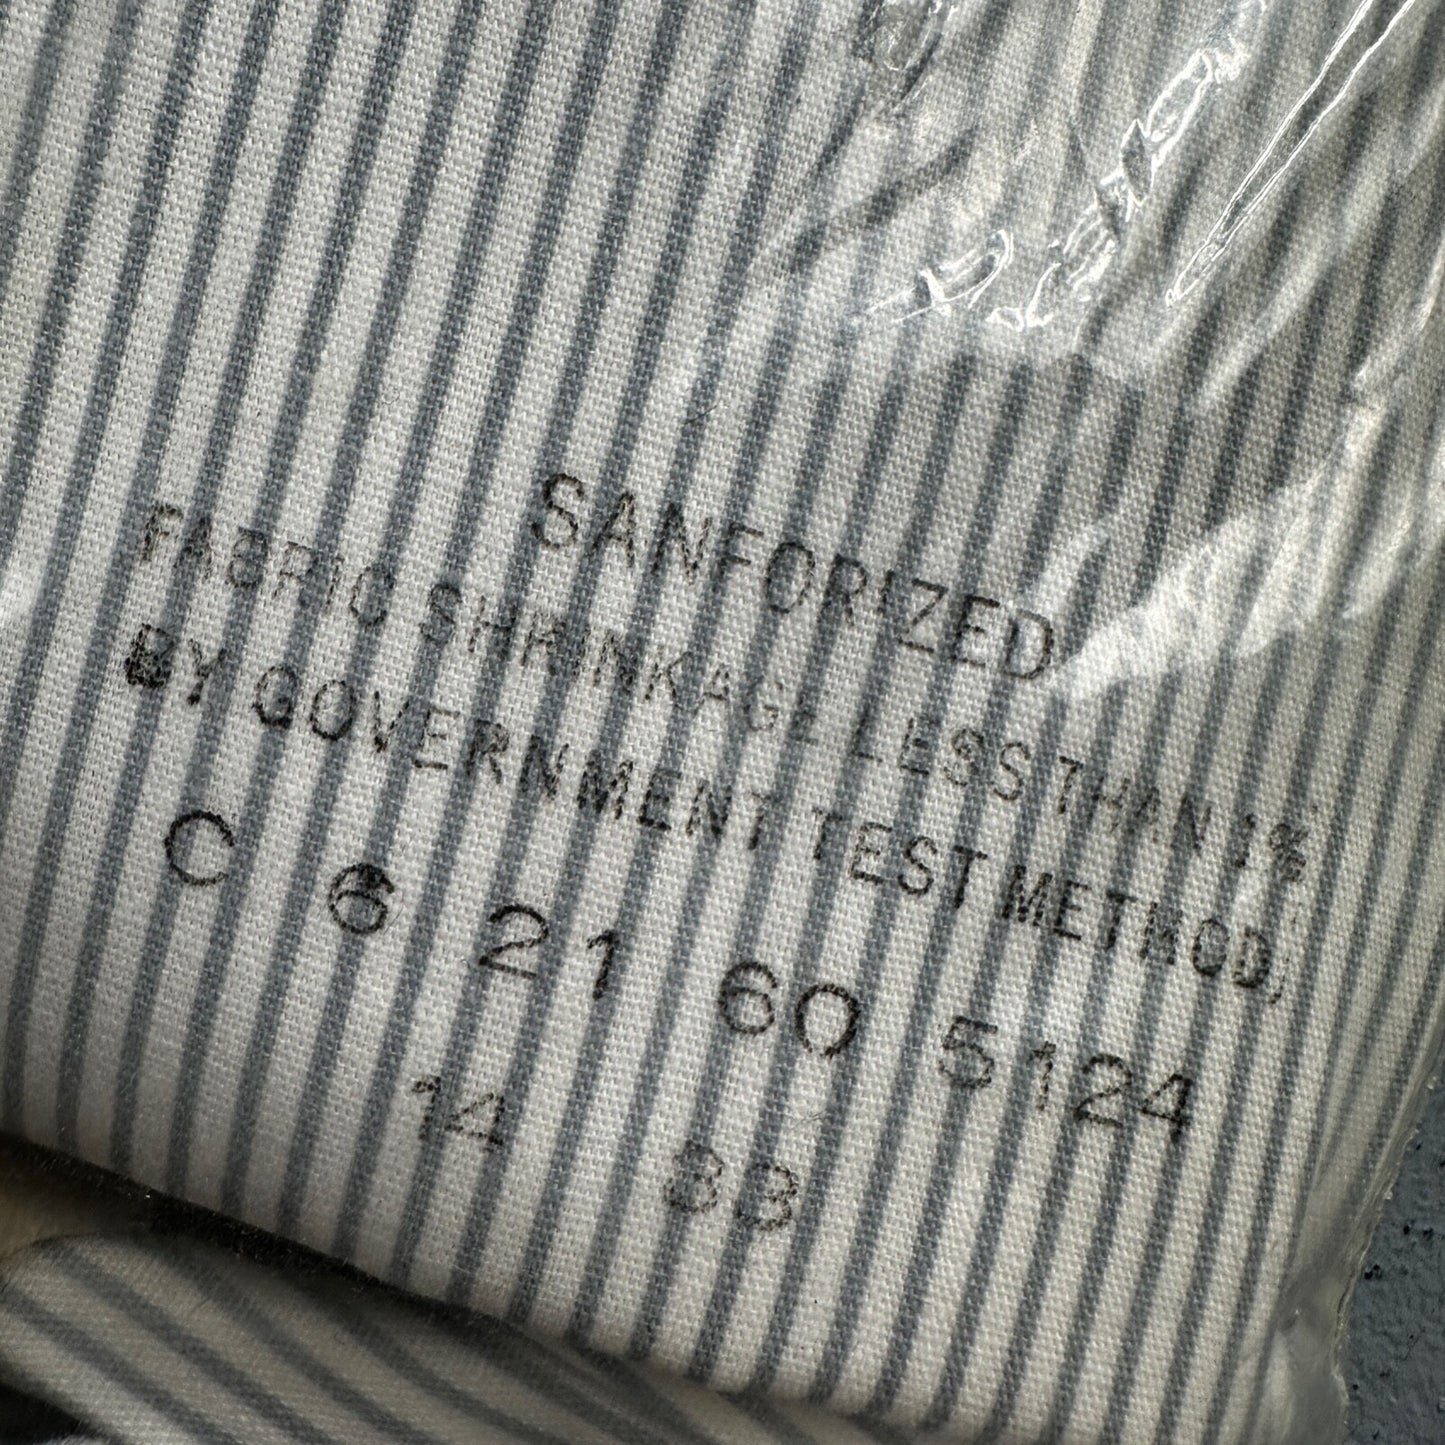 SANFORIZED
FABRIC SHRINKAGE LESS THAN 1%
BY GOVERNMENT TEST METHOD,
C 6 21 60 5124
14 33